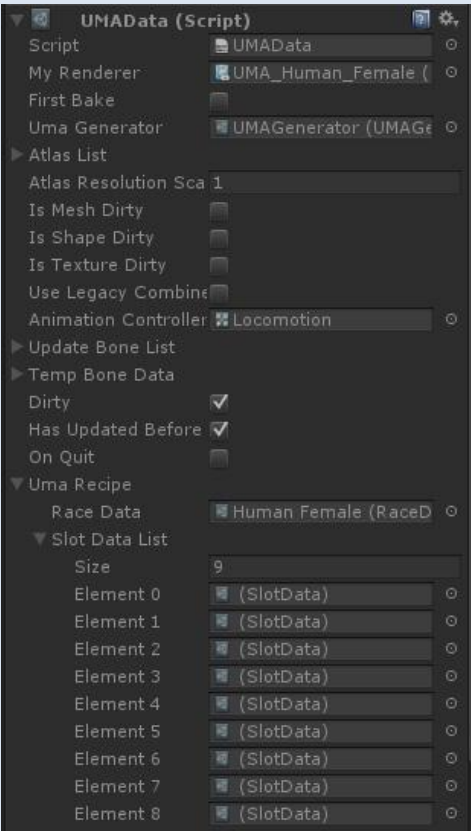 UMAData (Script)
Script UMAData
My Renderer UMA_Human_Female (
First Bake
Uma Generator UMAGenerator (UMAGe
Atlas List
Atlas Resolution Sca 1
Is Mesh Dirty
Is Shape Dirty
Is Texture Dirty
Use Legacy Combine
Animation Controller Locomotion
Update Bone List
Temp Bone Data
Dirty
Has Updated Before
On Quit
Uma Recipe
Race Data Human Female (RaceD
Slot Data List
Size 9
Element 0 (SlotData)
Element 1 (SlotData)
Element 2 (SlotData)
Element 3 (SlotData)
Element 4 (SlotData)
Element 5 (SlotData)
Element 6 (SlotData)
Element 7 (SlotData)
Element 8 (SlotData)